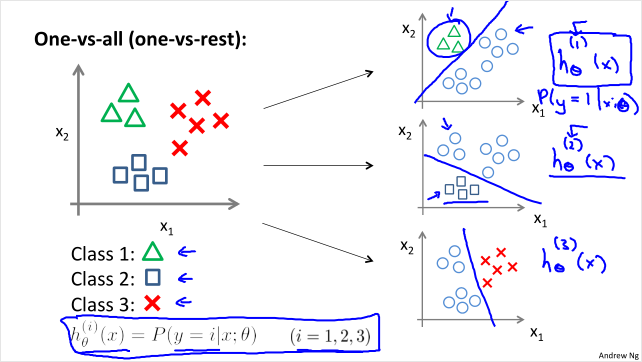 One-vs-all (one-vs-rest):
x₂
x₁
Class 1:
Class 2:
Class 3:
h_θ^{(i)}(x) = P(y = i|x; θ)   (i = 1, 2, 3)
x₂
x₁
h_θ^{(1)}(x)
P(y=1|x;θ)
x₂
x₁
h_θ^{(2)}(x)
x₂
x₁
h_θ^{(3)}(x)
Andrew Ng